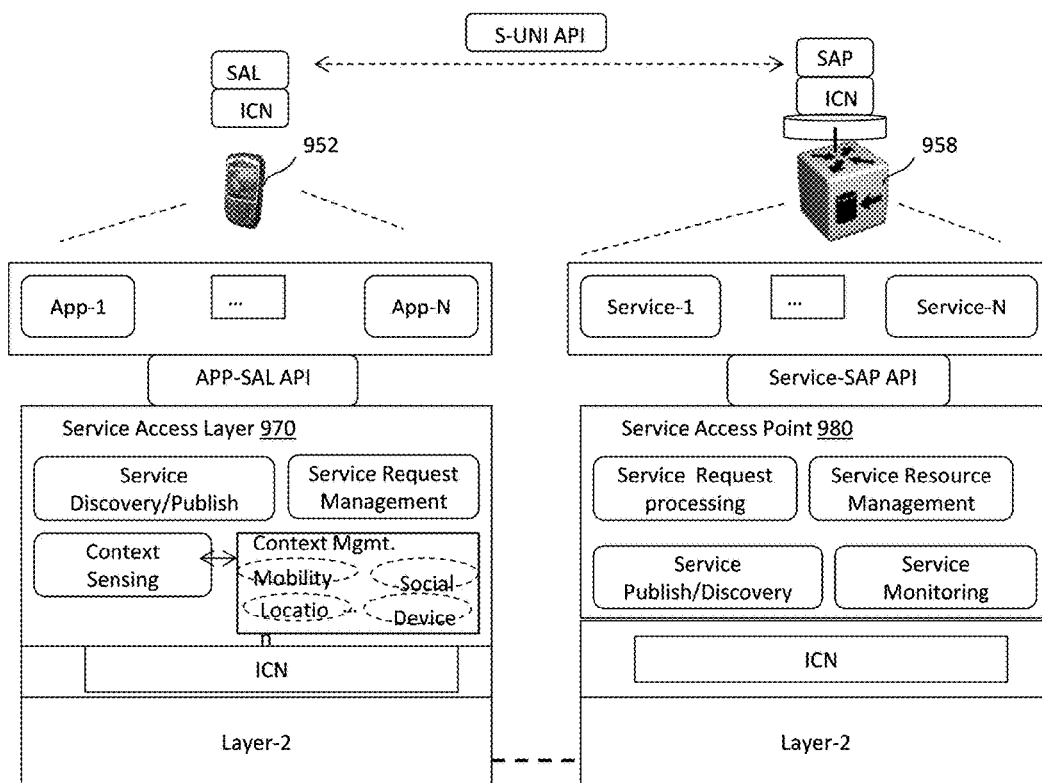 S-UNI API
SAL
ICN
SAP
ICN
952
958
App-1
...
App-N
Service-1
...
Service-N
APP-SAL API
Service-SAP API
Service Access Layer 970
Service
Discovery/Publish
Service Request
Management
Context
Sensing
Context Mgmt.
Mobility
Social
Locatio
n
Device
ICN
Layer-2
Service Access Point 980
Service Request
processing
Service Resource
Management
Service
Publish/Discovery
Service
Monitoring
ICN
Layer-2